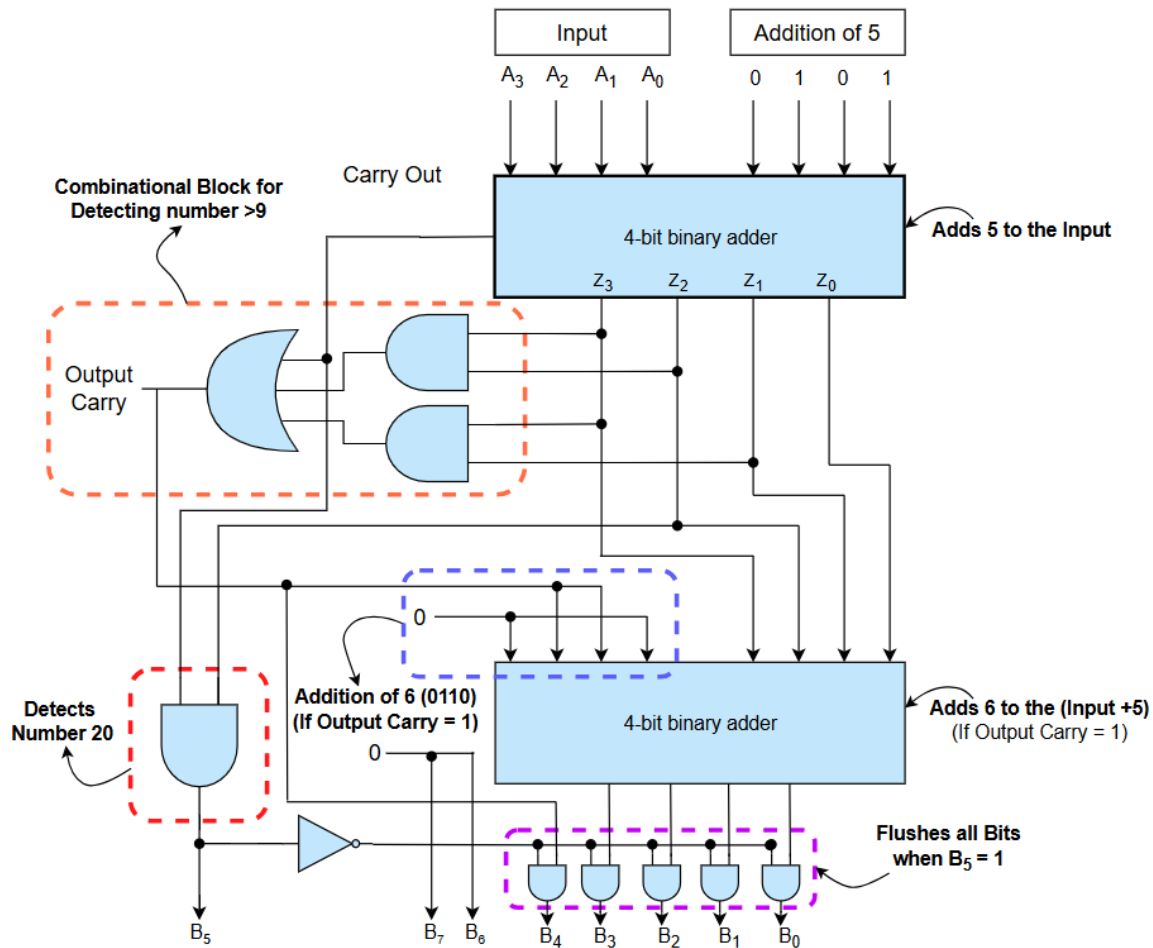 Input
Addition of 5
A3 A2 A1 A0
0 1 0 1
Carry Out
Combinational Block for
Detecting number >9
4-bit binary adder
Adds 5 to the Input
Z3 Z2 Z1 Z0
Output
Carry
0
Addition of 6 (0110)
(If Output Carry = 1)
4-bit binary adder
Adds 6 to the (Input +5)
(If Output Carry = 1)
Detects
Number 20
0
Flushes all Bits
when B5 = 1
B5 B7 B6 B4 B3 B2 B1 B0